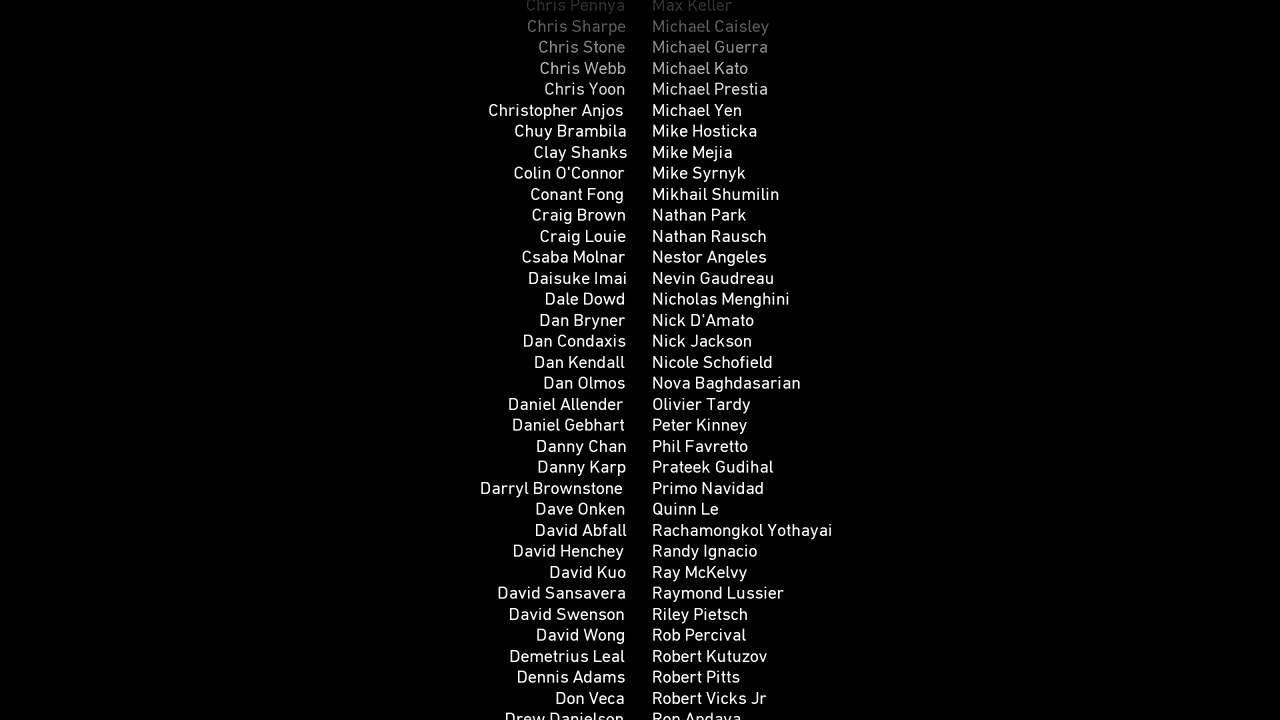 Chris Pennya Max Keller
Chris Sharpe Michael Caisley
Chris Stone Michael Guerra
Chris Webb Michael Kato
Chris Yoon Michael Prestia
Christopher Anjos Michael Yen
Chuy Brambila Mike Hosticka
Clay Shanks Mike Mejia
Colin O'Connor Mike Syrnyk
Conant Fong Mikhail Shumilin
Craig Brown Nathan Park
Craig Louie Nathan Rausch
Csaba Molnar Nestor Angeles
Daisuke Imai Nevin Gaudreau
Dale Dowd Nicholas Menghini
Dan Bryner Nick D'Amato
Dan Condaxis Nick Jackson
Dan Kendall Nicole Schofield
Dan Olmos Nova Baghdasarian
Daniel Allender Olivier Tardy
Daniel Gebhart Peter Kinney
Danny Chan Phil Favretto
Danny Karp Prateek Gudihal
Darryl Brownstone Primo Navidad
Dave Onken Quinn Le
David Abfall Rachamongkol Yothayai
David Henchey Randy Ignacio
David Kuo Ray McKelvy
David Sansavera Raymond Lussier
David Swenson Riley Pietsch
David Wong Rob Percival
Demetrius Leal Robert Kutuzov
Dennis Adams Robert Pitts
Don Veca Robert Vicks Jr
Drew Danielson Ron Andaya